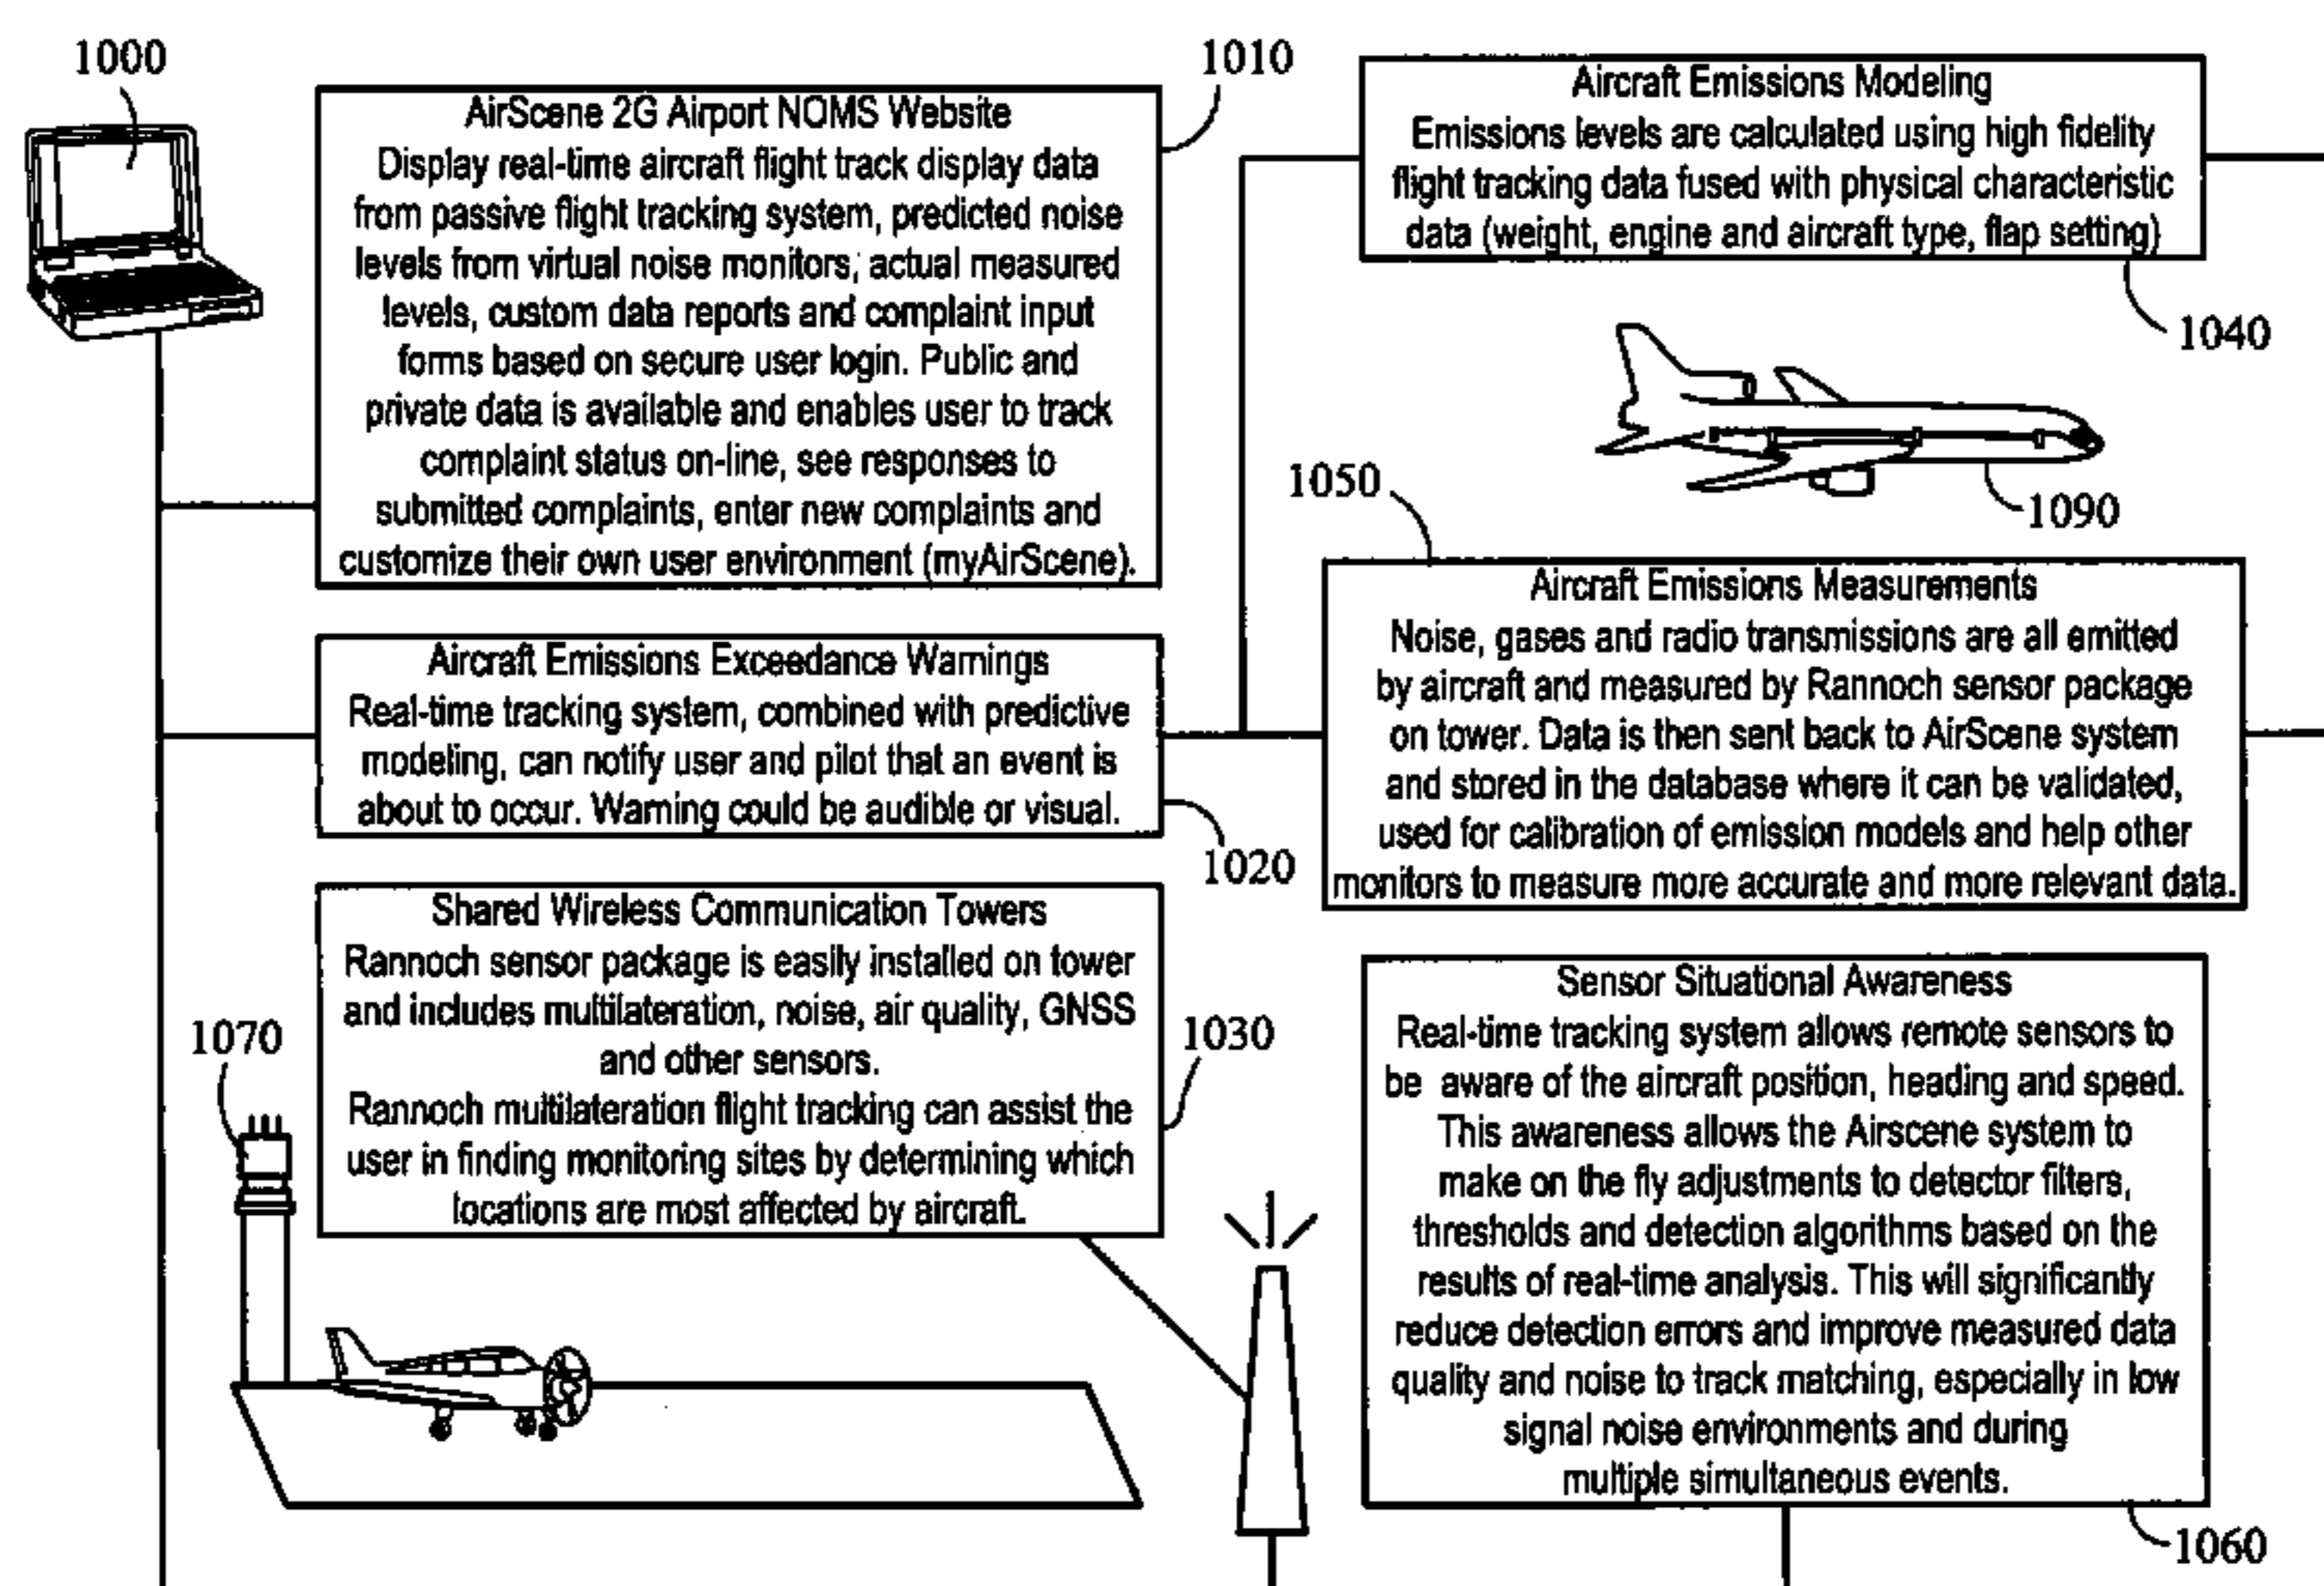 1000
1010
AirScene 2G Airport NOMS Website
Display real-time aircraft flight track display data
from passive flight tracking system, predicted noise
levels from virtual noise monitors, actual measured
levels, custom data reports and complaint input
forms based on secure user login. Public and
private data is available and enables user to track
complaint status on-line, see responses to
submitted complaints, enter new complaints and
customize their own user environment (myAirScene).
Aircraft Emissions Modeling
Emissions levels are calculated using high fidelity
flight tracking data fused with physical characteristic
data (weight, engine and aircraft type, flap setting)
1040
1090
1050
Aircraft Emissions Exceedance Warnings
Real-time tracking system, combined with predictive
modeling, can notify user and pilot that an event is
about to occur. Warning could be audible or visual.
1020
Aircraft Emissions Measurements
Noise, gases and radio transmissions are all emitted
by aircraft and measured by Rannoch sensor package
on tower. Data is then sent back to AirScene system
and stored in the database where it can be validated,
used for calibration of emission models and help other
monitors to measure more accurate and more relevant data.
Shared Wireless Communication Towers
Rannoch sensor package is easily installed on tower
and includes multilateration, noise, air quality, GNSS
and other sensors.
Rannoch multilateration flight tracking can assist the
user in finding monitoring sites by determining which
locations are most affected by aircraft.
1030
1070
Sensor Situational Awareness
Real-time tracking system allows remote sensors to
be aware of the aircraft position, heading and speed.
This awareness allows the Airscene system to
make on the fly adjustments to detector filters,
thresholds and detection algorithms based on the
results of real-time analysis. This will significantly
reduce detection errors and improve measured data
quality and noise to track matching, especially in low
signal noise environments and during
multiple simultaneous events.
1060